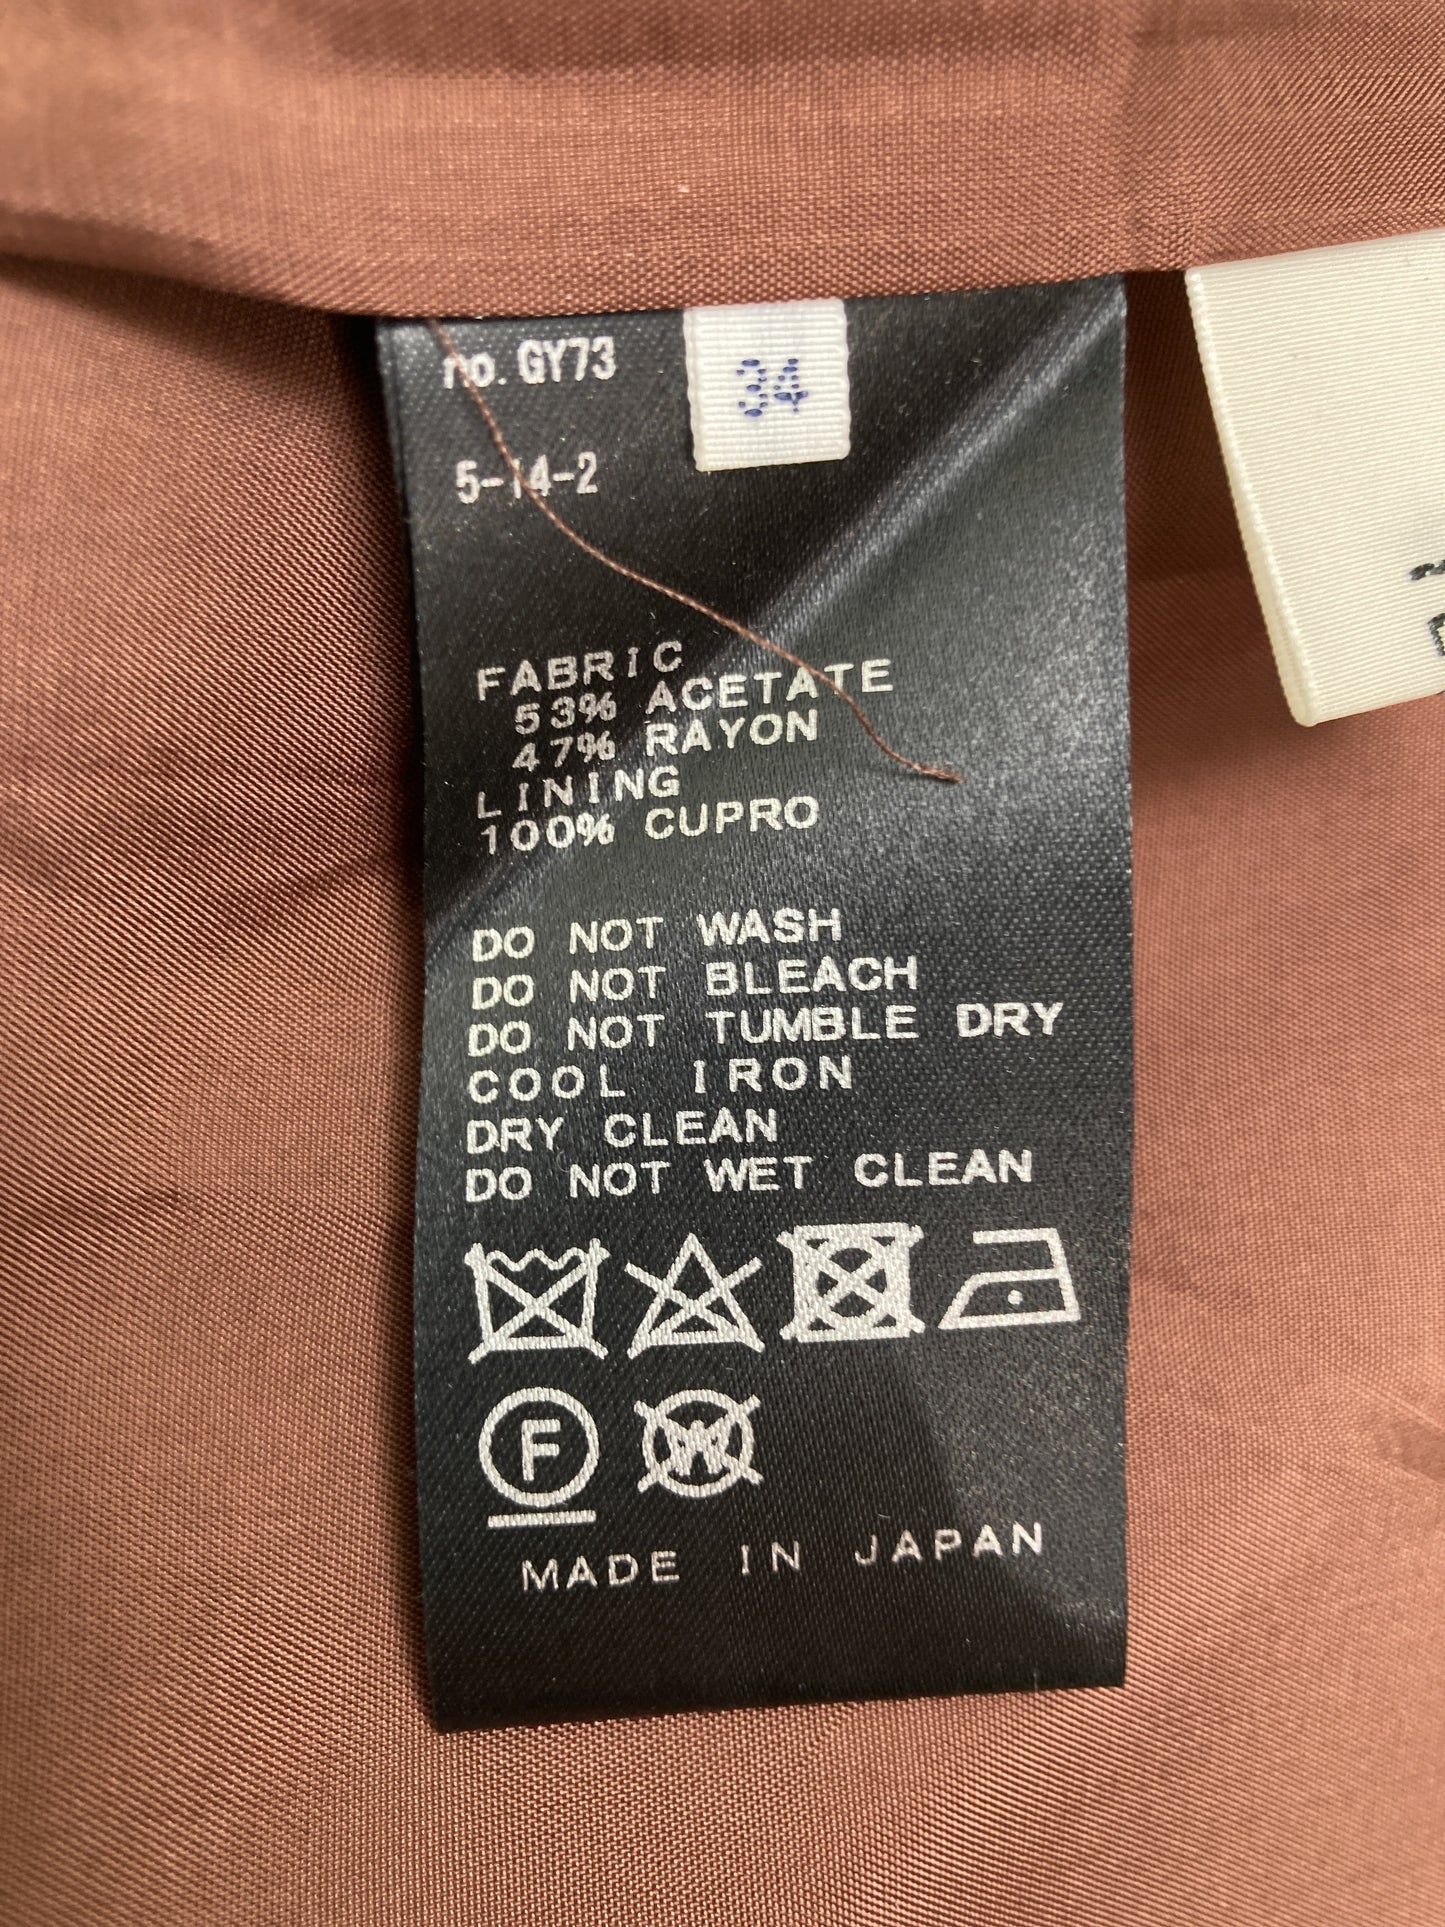 no. GY73
34
5-14-2
FABRIC
53% ACETATE
47% RAYON
LINING
100% CUPRO
DO NOT WASH
DO NOT BLEACH
DO NOT TUMBLE DRY
COOL IRON
DRY CLEAN
DO NOT WET CLEAN
F W
MADE IN JAPAN